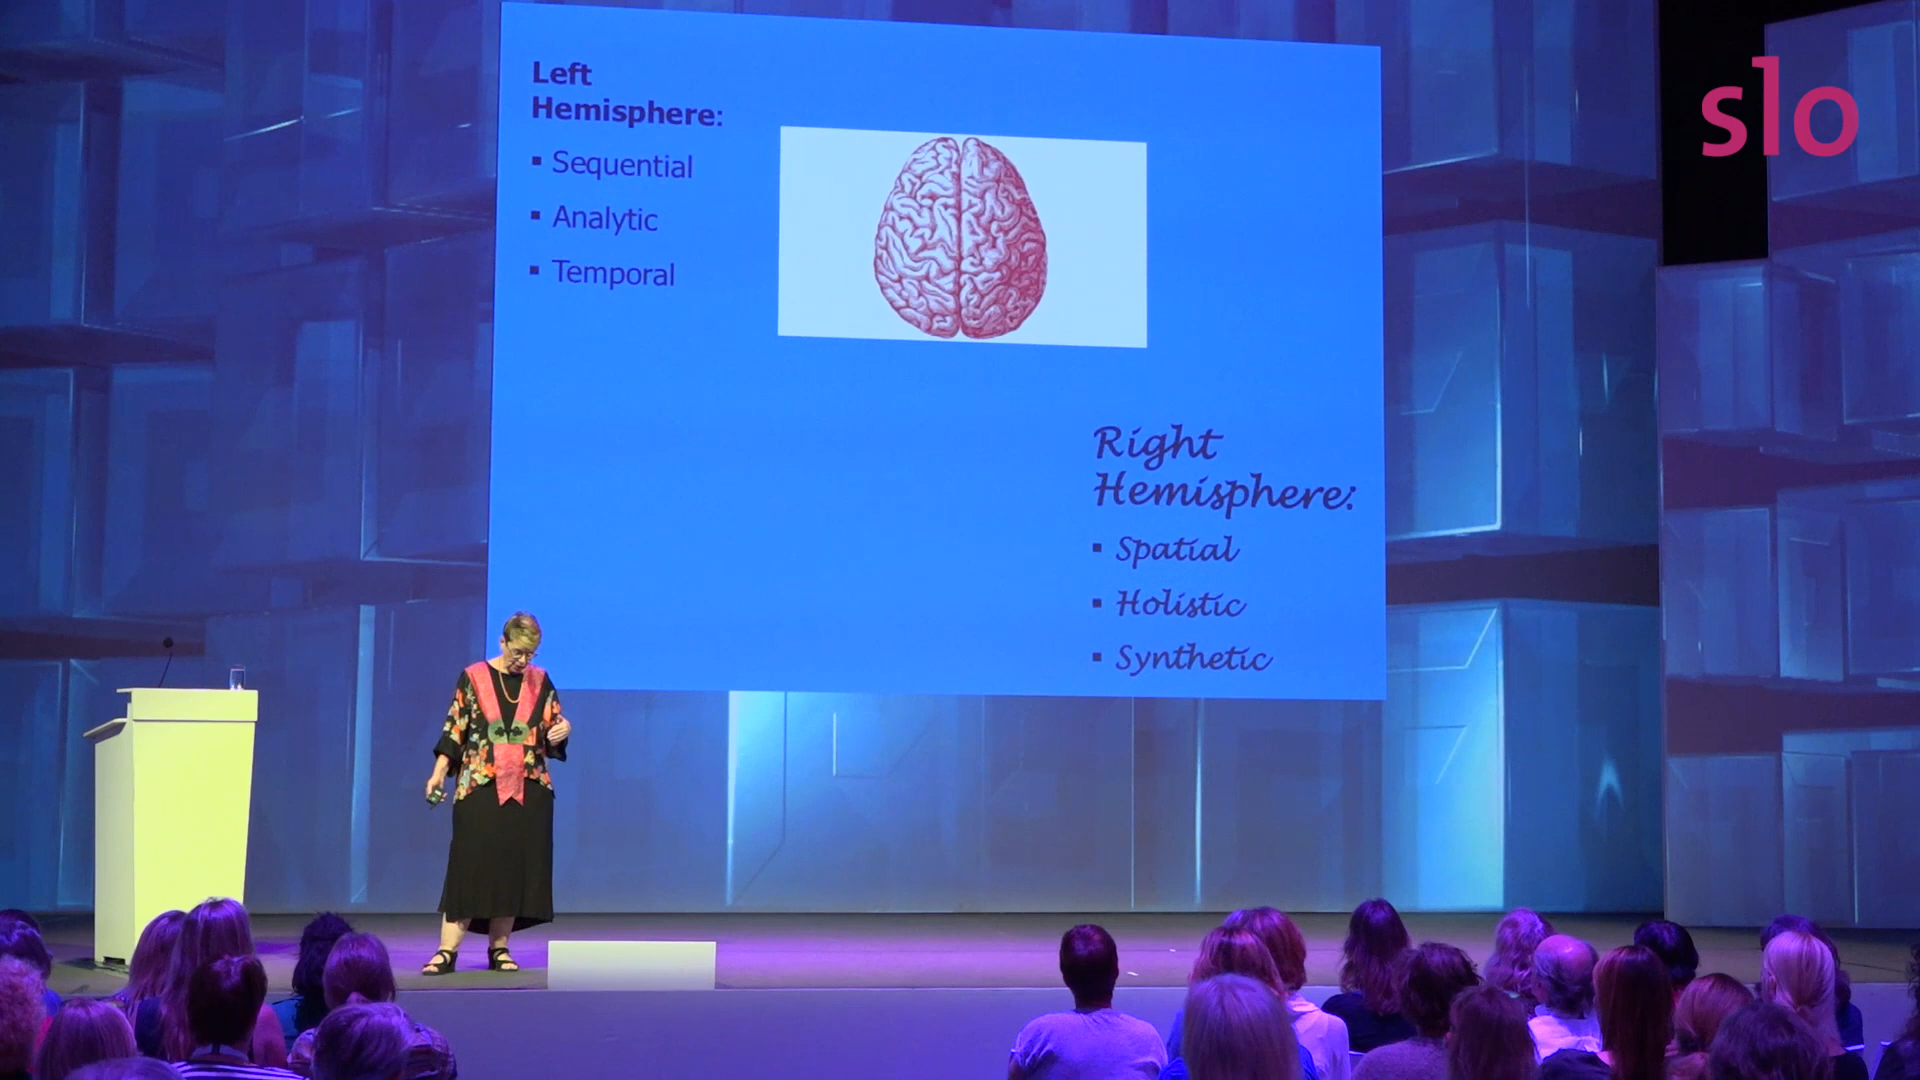 Left
Hemisphere:
▪ Sequential
▪ Analytic
▪ Temporal
slo
Right
Hemisphere:
▪ Spatial
▪ Holistic
▪ Synthetic